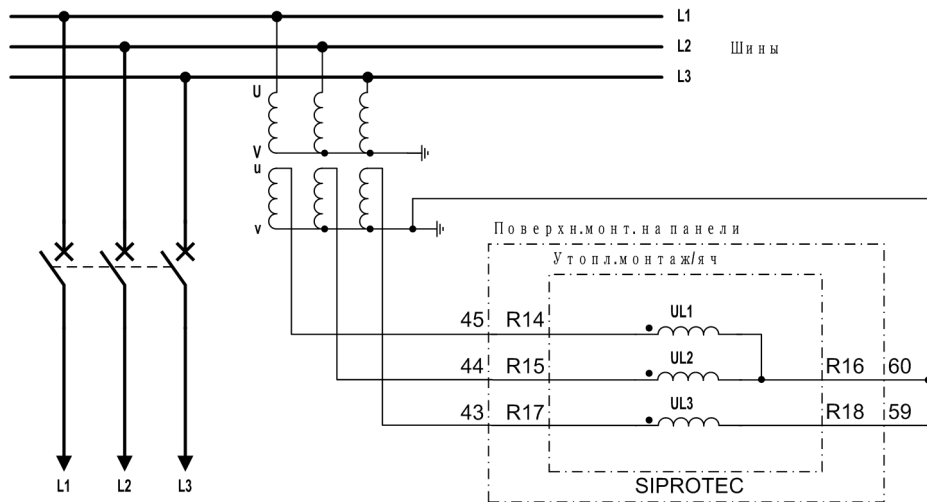 L1
L2
Шины
L3
U
V
u
v
Поверхн.монт.на панели
Утопл.монтаж/яч
45 R14 UL1
44 R15 UL2 R16 60
43 R17 UL3 R18 59
L1 L2 L3
SIPROTEC